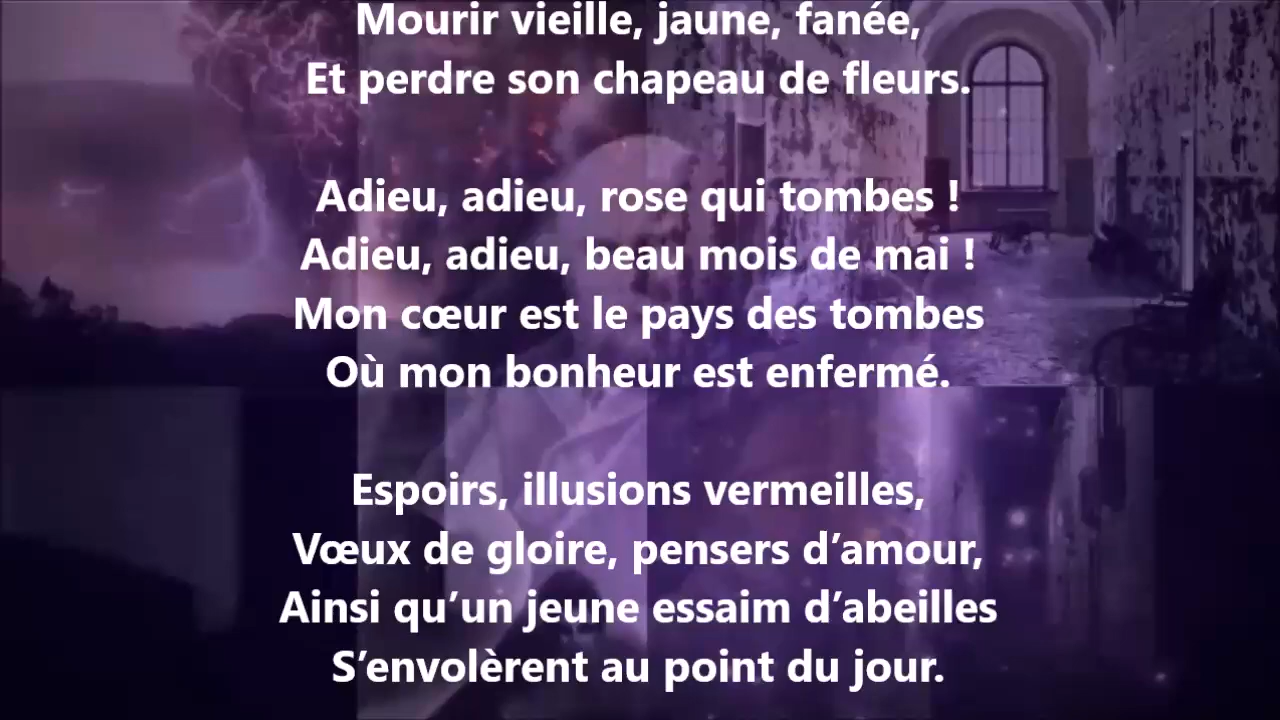 Mourir vieille, jaune, fanée,
Et perdre son chapeau de fleurs.
Adieu, adieu, rose qui tombes !
Adieu, adieu, beau mois de mai !
Mon cœur est le pays des tombes
Où mon bonheur est enfermé.
Espoirs, illusions vermeilles,
Vœux de gloire, pensers d’amour,
Ainsi qu’un jeune essaim d’abeilles
S’envolèrent au point du jour.